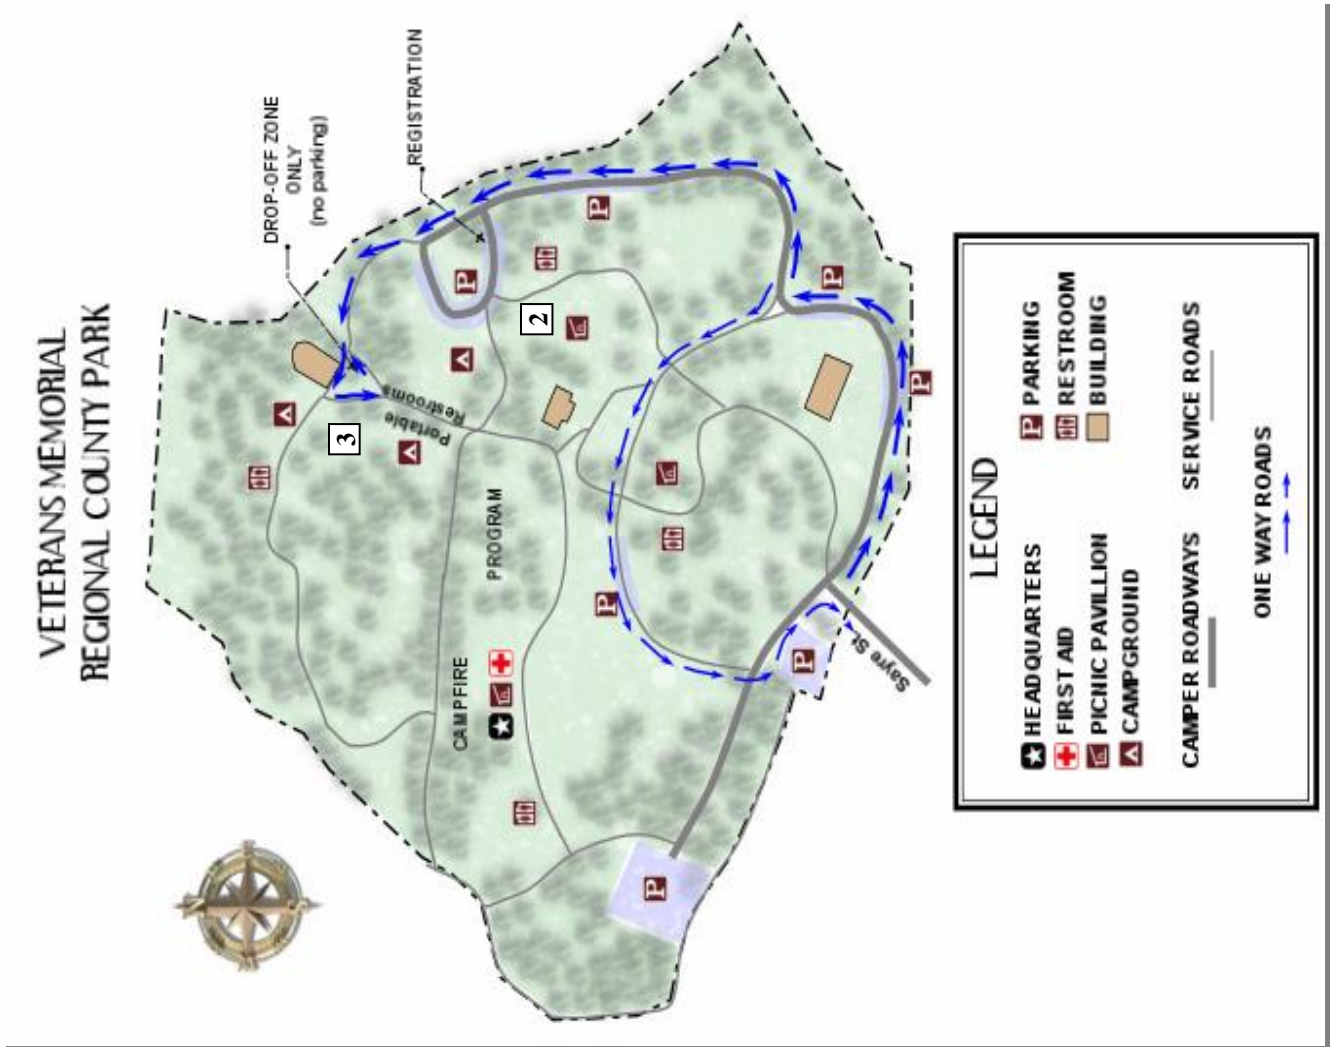 VETERANS MEMORIAL
REGIONAL COUNTY PARK
DROP-OFF ZONE
ONLY
(no parking)
REGISTRATION
P
P
P
P
P
P
P
2
3
Portable
Restrooms
PROGRAM
CAMPFIRE
Sayre St
LEGEND
HEADQUARTERS
FIRST AID
PICNIC PAVILLION
CAMPGROUND
P PARKING
RESTROOM
BUILDING
CAMPER ROADWAYS
SERVICE ROADS
ONE WAY ROADS